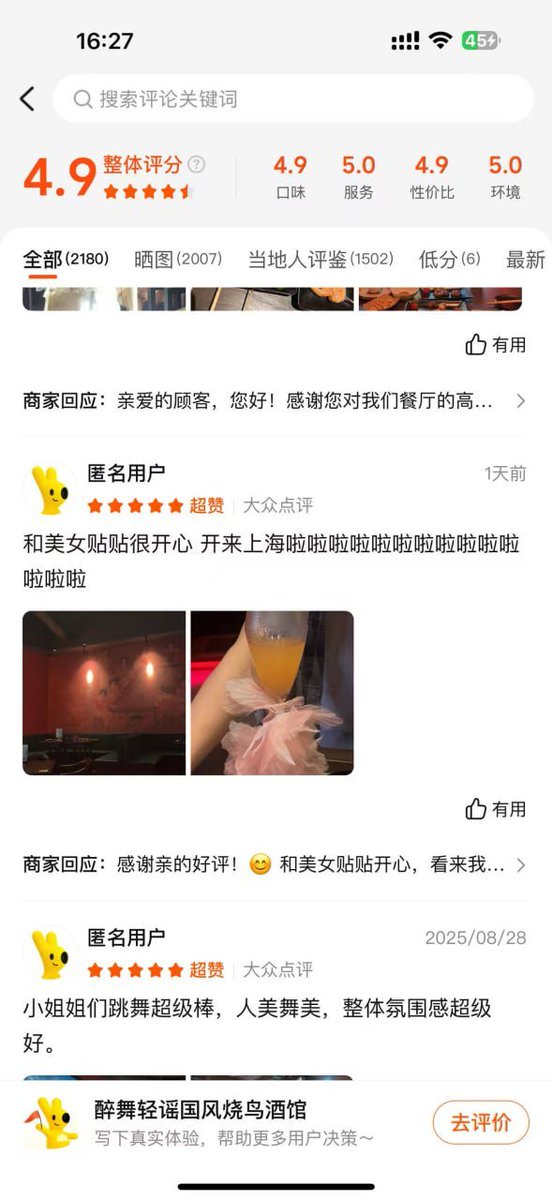 16:27
45
搜索评论关键词
4.9 整体评分 ?
4.9 5.0 4.9 5.0
口味 服务 性价比 环境
全部(2180) 晒图(2007) 当地人评鉴(1502) 低分(6) 最新
有用
商家回应：亲爱的顾客，您好！感谢您对我们餐厅的高...
匿名用户 1天前
超赞 大众点评
和美女贴贴很开心 开来上海啦啦啦啦啦啦啦啦啦啦啦
啦啦啦
有用
商家回应：感谢亲的好评！😊 和美女贴贴开心，看来我...
匿名用户 2025/08/28
超赞 大众点评
小姐姐们跳舞超级棒，人美舞美，整体氛围感超级
好。
醉舞轻谣国风烧鸟酒馆
写下真实体验，帮助更多用户决策～
去评价